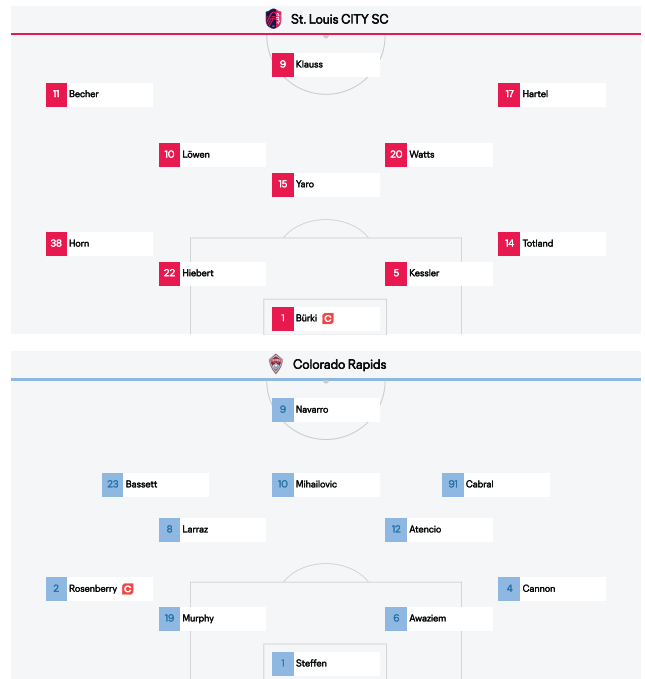 St. Louis CITY SC
9 Klauss
11 Becher
17 Hartel
10 Löwen
20 Watts
15 Yaro
38 Horn
14 Totland
22 Hiebert
5 Kessler
1 Bürki C
Colorado Rapids
9 Navarro
23 Bassett
10 Mihailovic
91 Cabral
8 Larraz
12 Atencio
2 Rosenberry C
4 Cannon
19 Murphy
6 Awaziem
1 Steffen